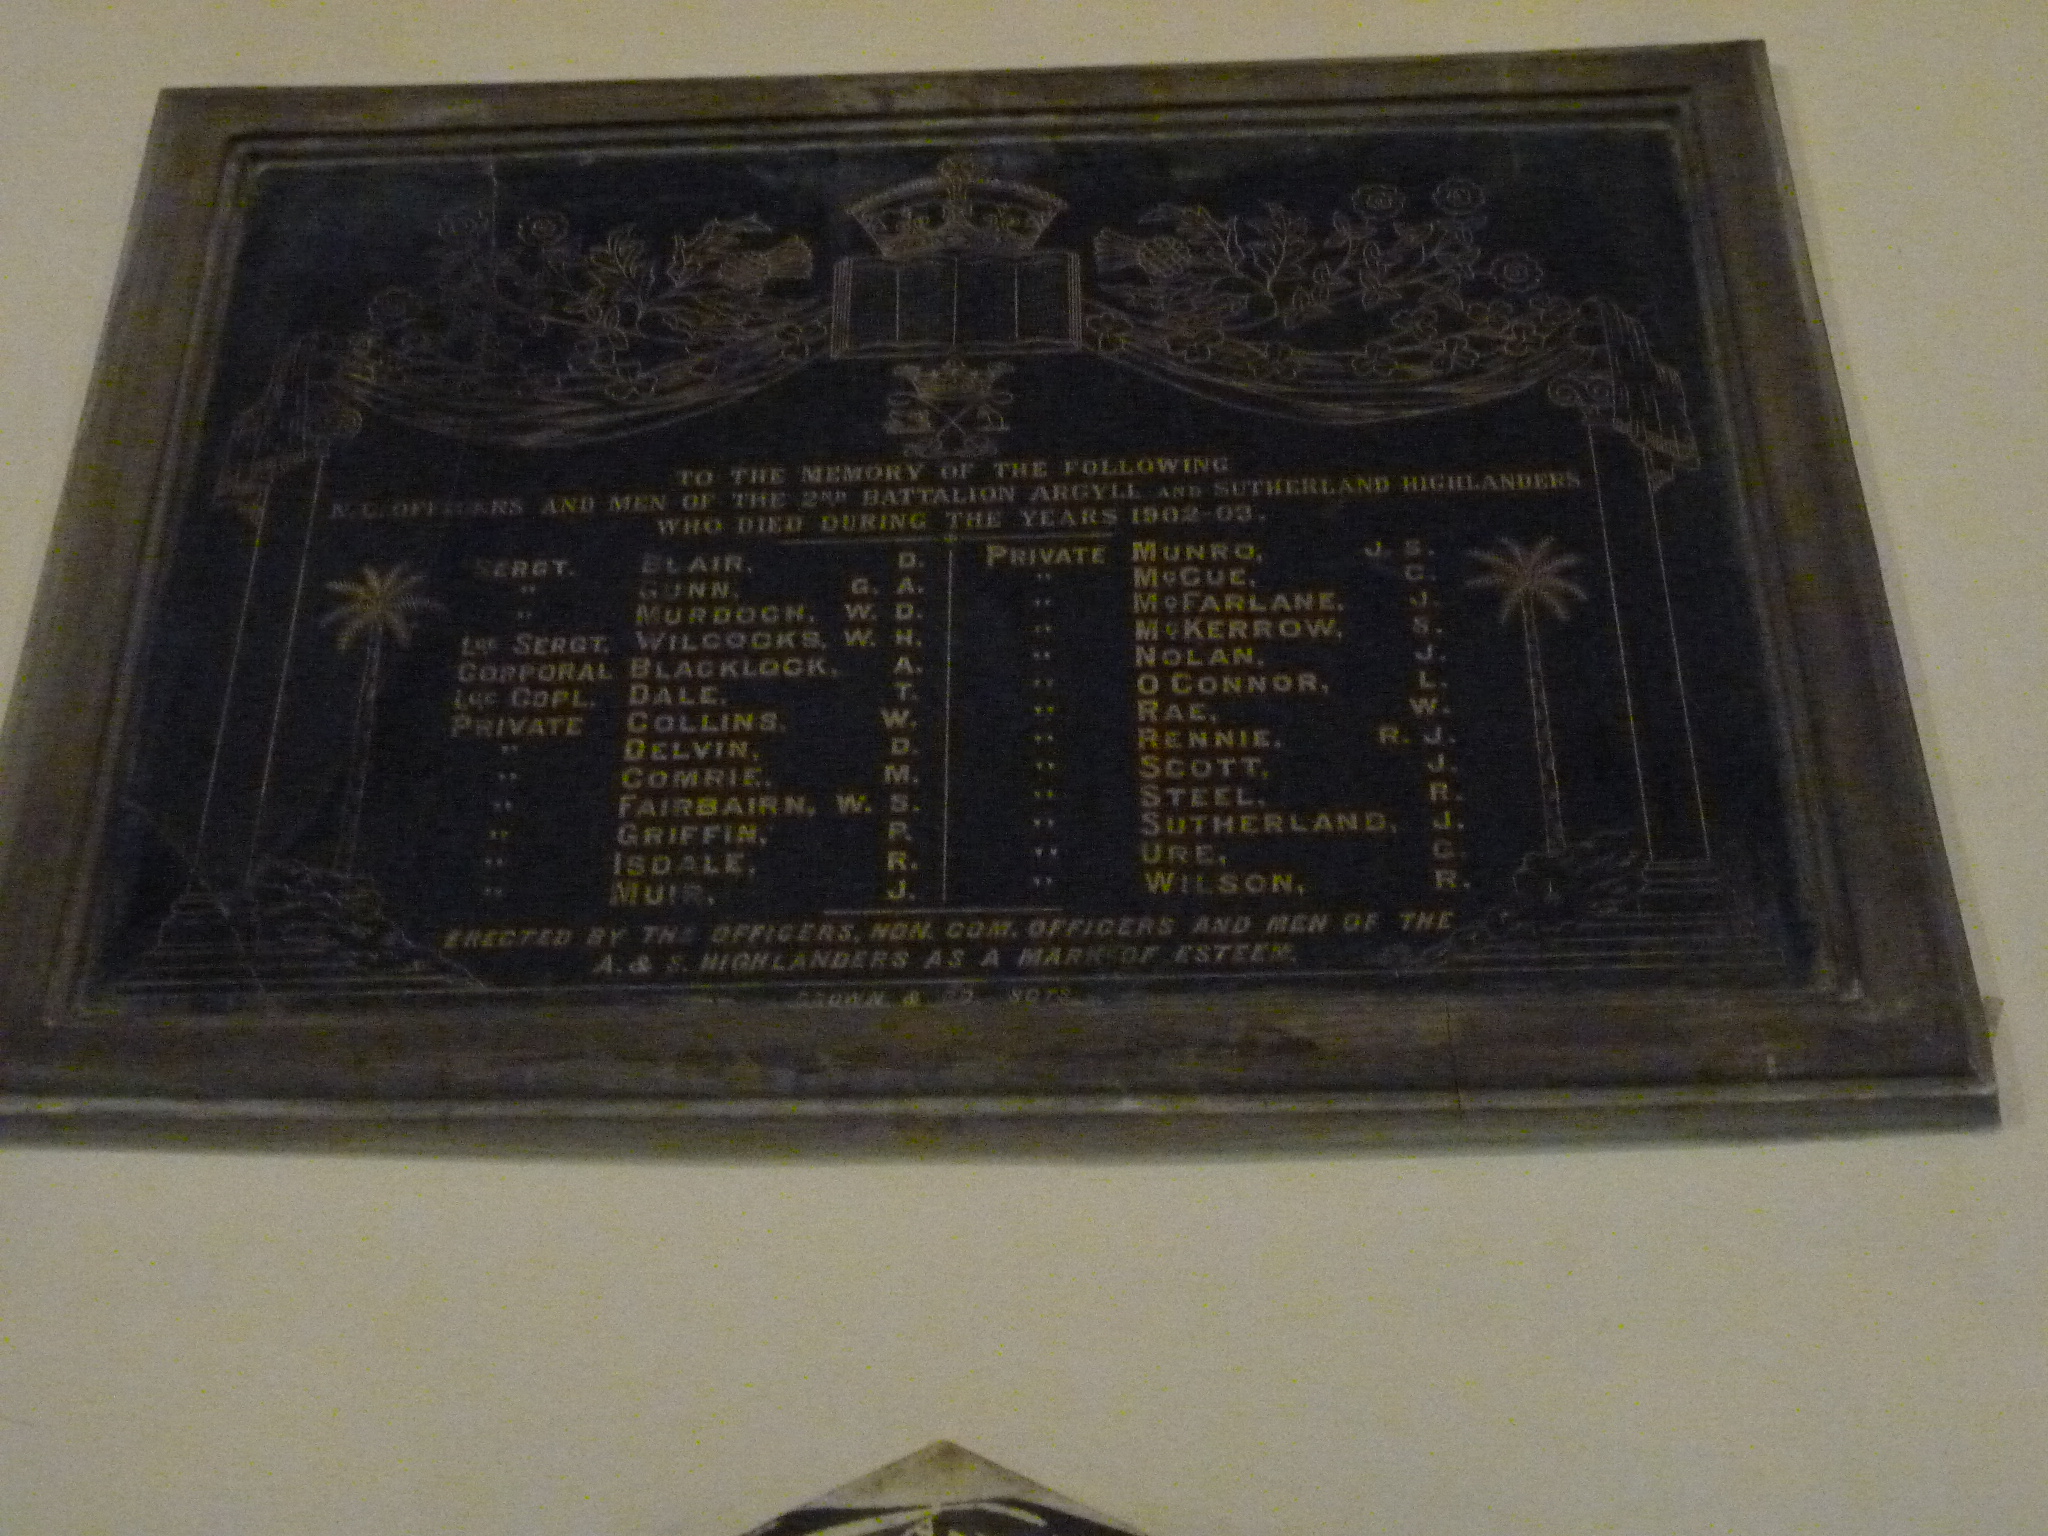 TO THE MEMORY OF THE FOLLOWING
N. C. OFFICERS AND MEN OF THE 2ND BATTALION ARGYLL AND SUTHERLAND HIGHLANDERS
WHO DIED DURING THE YEARS 1902-03.
SERGT. BLAIR, D.
" GUNN, G. A.
" MURDOCH, W. D.
LCE SERGT. WILCOCKS, W. H.
CORPORAL BLACKLOCK, A.
LCE CORPL. DALE, T.
PRIVATE COLLINS, W.
" DELVIN, D.
" COMRIE, M.
" FAIRBAIRN, W. S.
" GRIFFIN, P.
" ISDALE, R.
" MUIR, J.
PRIVATE MUNRO, J. S.
" McCUE, C.
" McFARLANE, J.
" McKERROW, S.
" NOLAN, J.
" O'CONNOR, L.
" RAE, W.
" RENNIE, R. J.
" SCOTT, J.
" STEEL, R.
" SUTHERLAND, J.
" URE, G.
" WILSON, R.
ERECTED BY THE OFFICERS, NON. COM. OFFICERS AND MEN OF THE
A. & S. HIGHLANDERS AS A MARK OF ESTEEM.
BROWN & CO. SCTS.